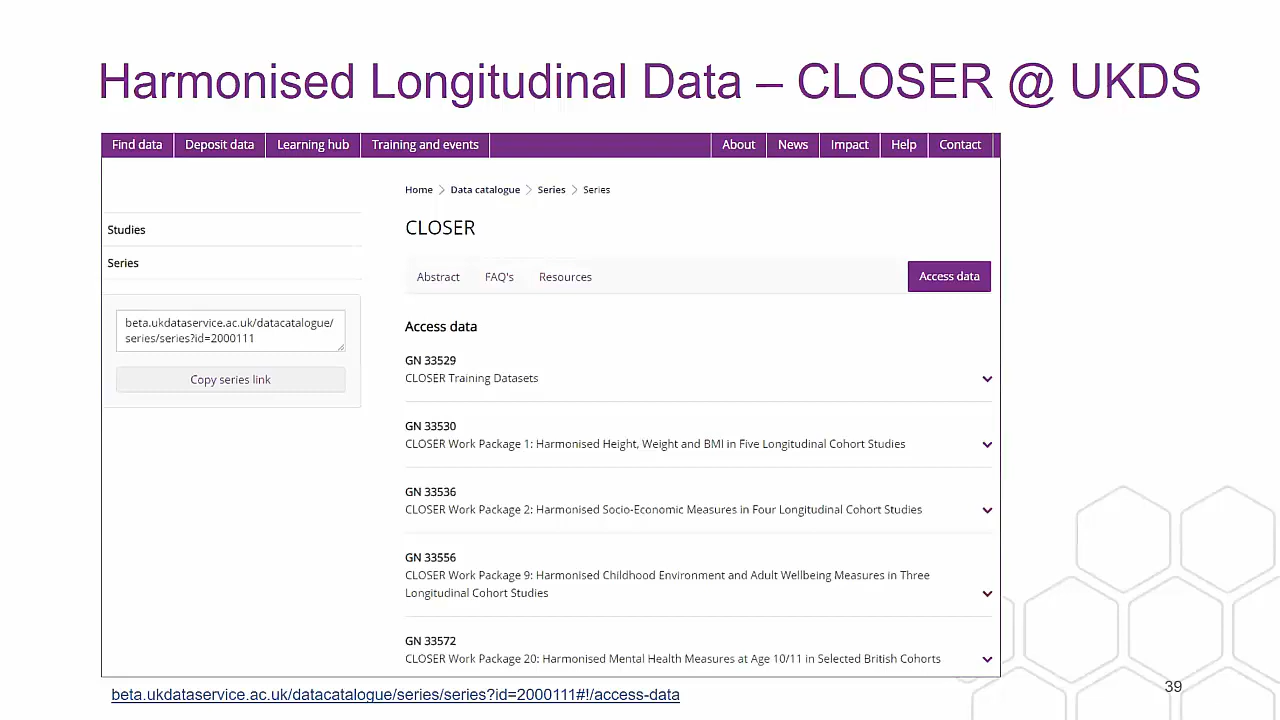 Harmonised Longitudinal Data – CLOSER @ UKDS
Find data
Deposit data
Learning hub
Training and events
About
News
Impact
Help
Contact
Home > Data catalogue > Series > Series
Studies
Series
beta.ukdataservice.ac.uk/datacatalogue/
series/series?id=2000111
Copy series link
CLOSER
Abstract
FAQ's
Resources
Access data
Access data
GN 33529
CLOSER Training Datasets
GN 33530
CLOSER Work Package 1: Harmonised Height, Weight and BMI in Five Longitudinal Cohort Studies
GN 33536
CLOSER Work Package 2: Harmonised Socio-Economic Measures in Four Longitudinal Cohort Studies
GN 33556
CLOSER Work Package 9: Harmonised Childhood Environment and Adult Wellbeing Measures in Three
Longitudinal Cohort Studies
GN 33572
CLOSER Work Package 20: Harmonised Mental Health Measures at Age 10/11 in Selected British Cohorts
beta.ukdataservice.ac.uk/datacatalogue/series/series?id=2000111#!/access-data
39